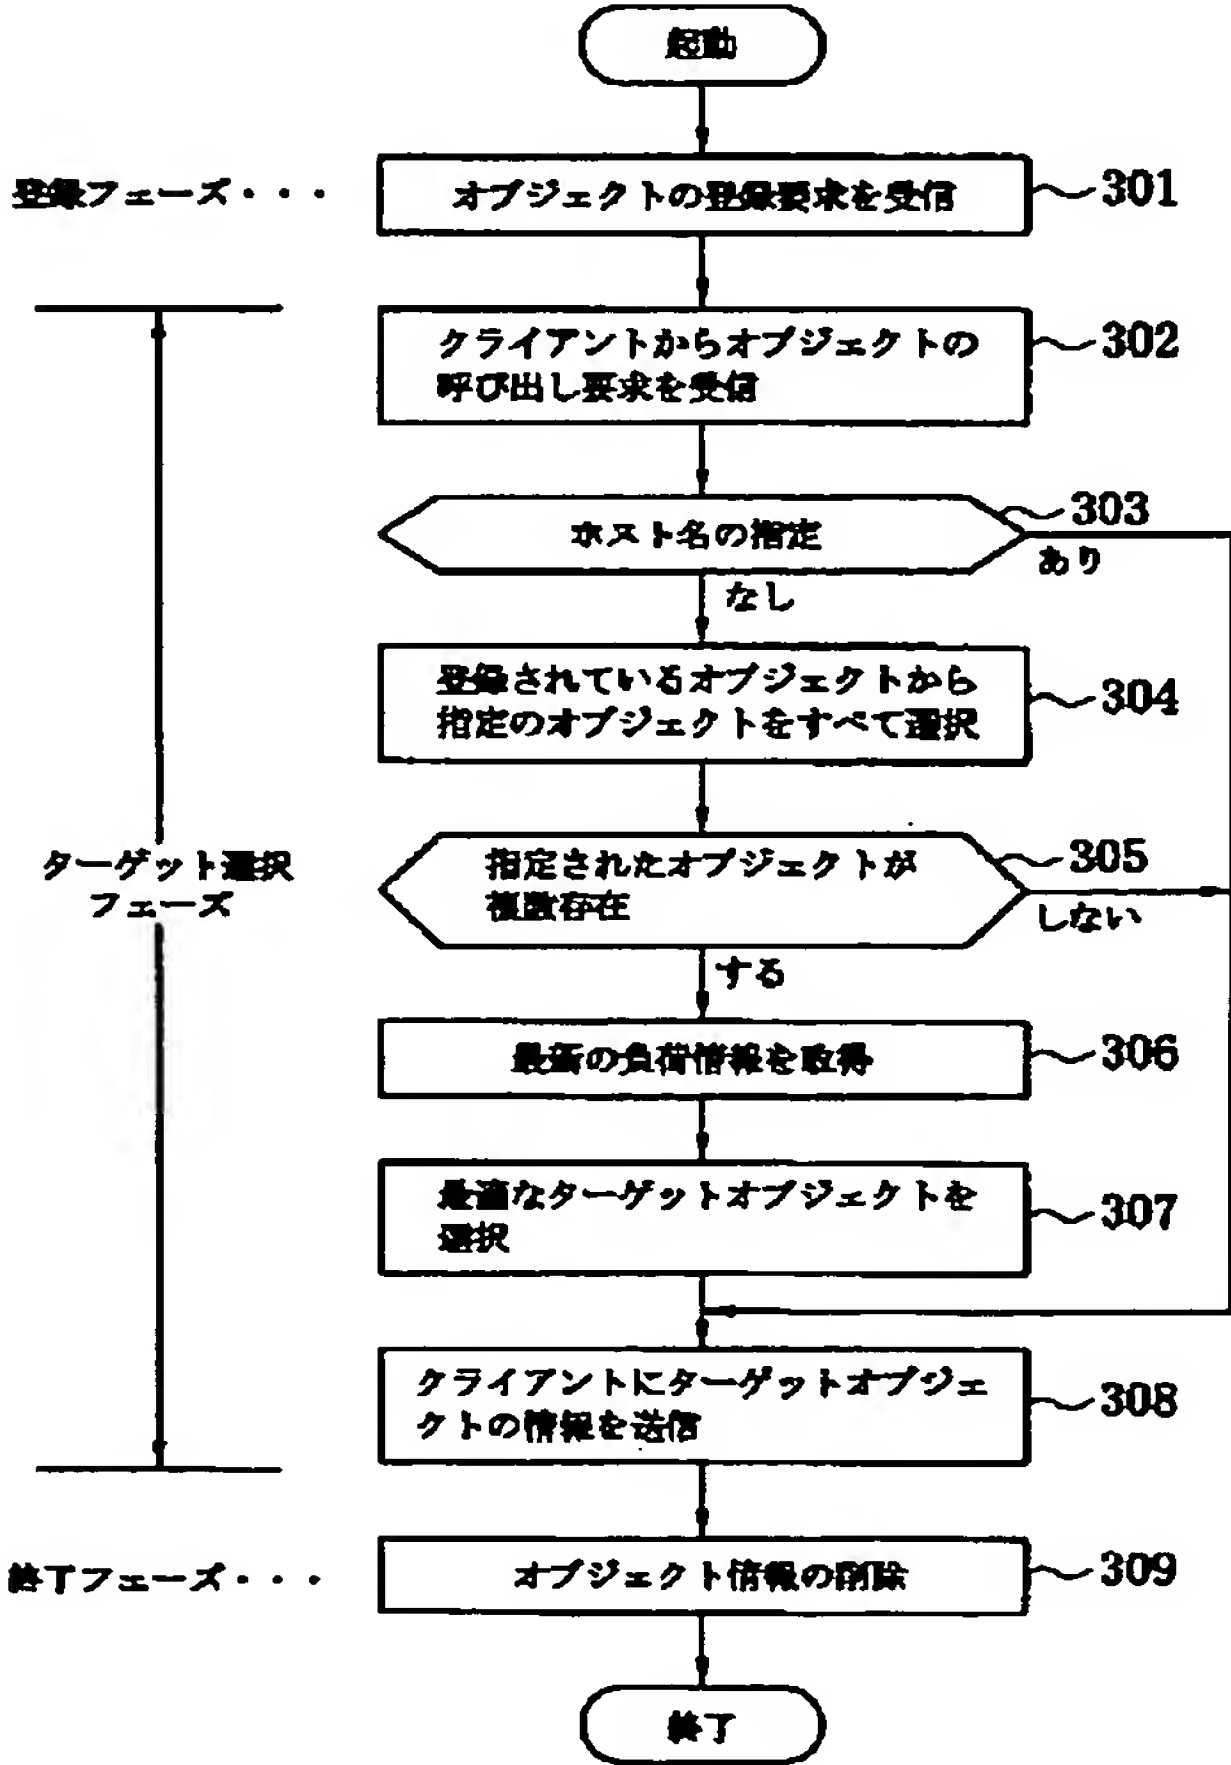 起動
登録フェーズ・・・
オブジェクトの登録要求を受信
301
クライアントからオブジェクトの
呼び出し要求を受信
302
ホスト名の指定
303
あり
なし
登録されているオブジェクトから
指定のオブジェクトをすべて選択
304
ターゲット選択
フェーズ
指定されたオブジェクトが
複数存在
305
しない
する
最新の負荷情報を取得
306
最適なターゲットオブジェクトを
選択
307
クライアントにターゲットオブジェ
クトの情報を送信
308
終了フェーズ・・・
オブジェクト情報の削除
309
終了